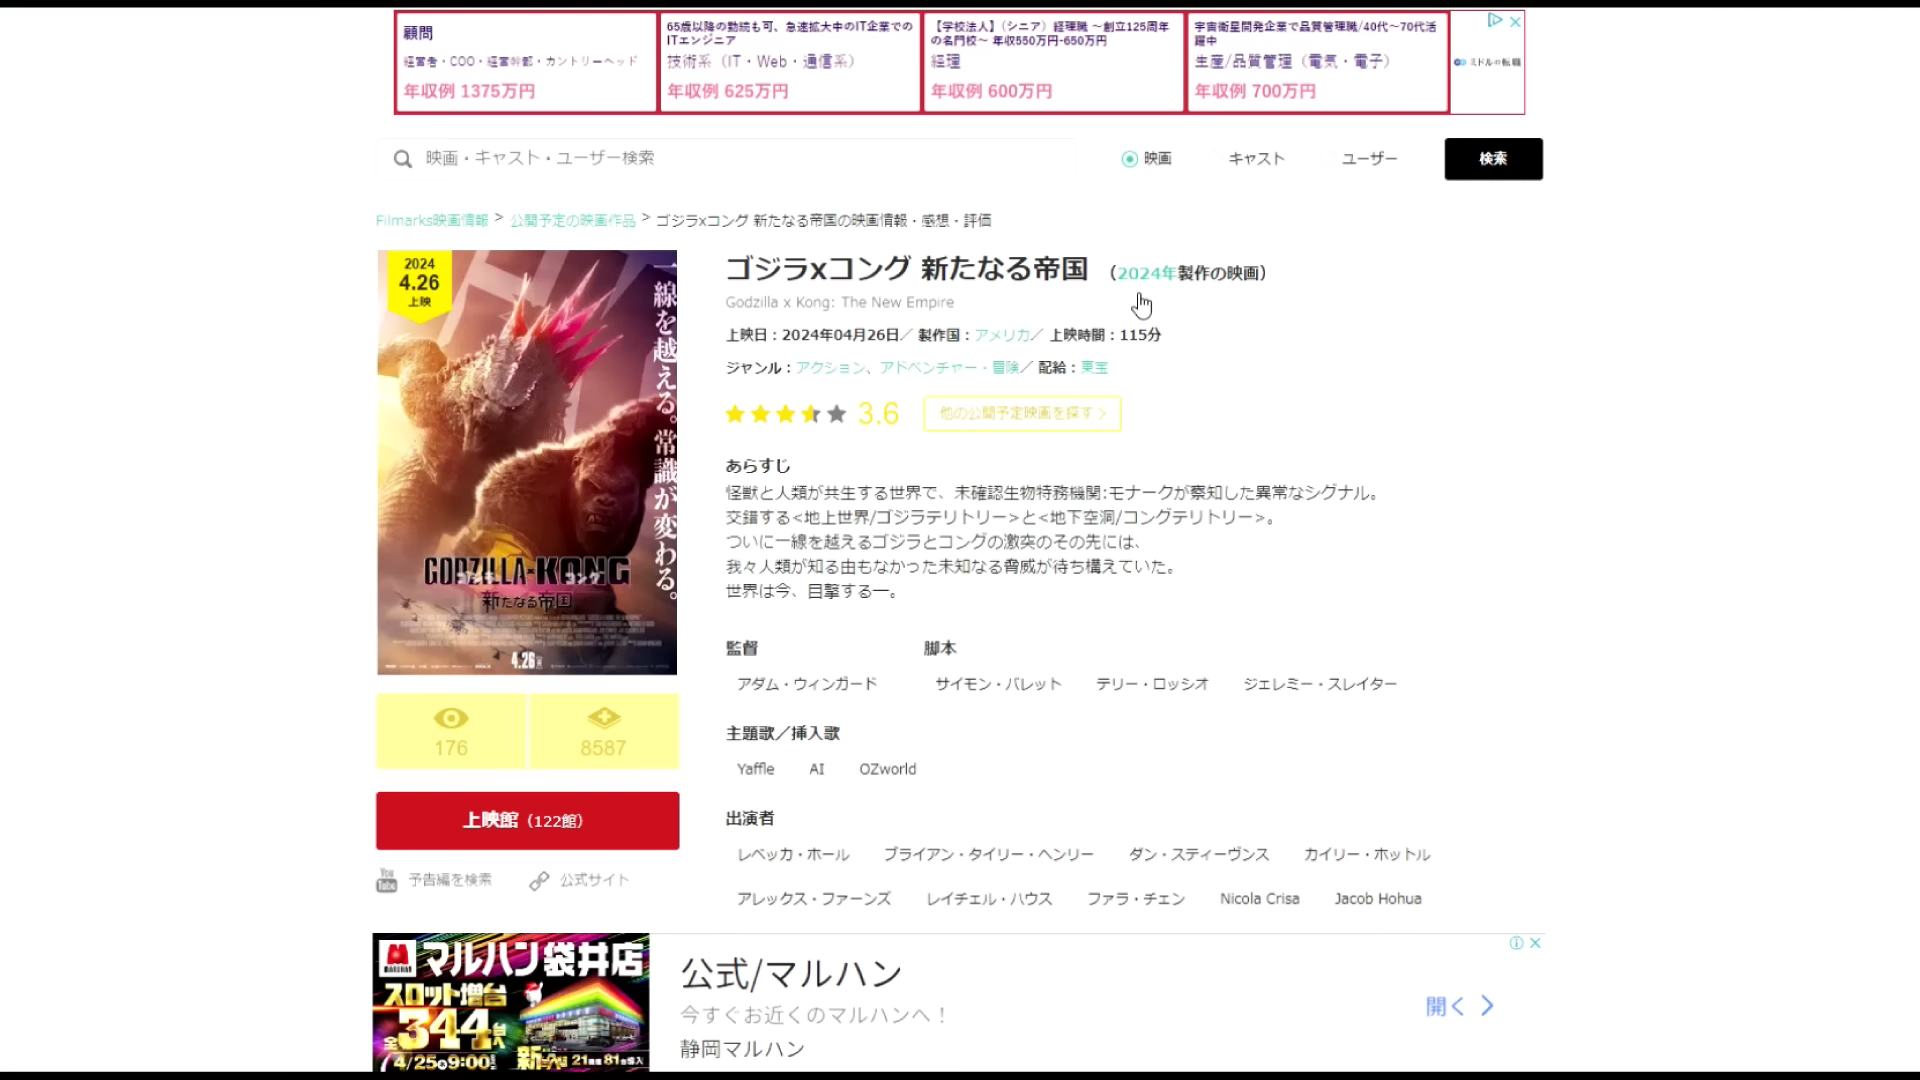 顧問
経営者・COO・経営幹部・カントリーヘッド
年収例 1375万円
65歳以降の勤続も可、急速拡大中のIT企業でのITエンジニア
技術系（IT・Web・通信系）
年収例 625万円
【学校法人】（シニア）経理職 ～創立125周年の名門校～ 年収550万円-650万円
経理
年収例 600万円
宇宙衛星開発企業で品質管理職/40代～70代活躍中
生産/品質管理（電気・電子）
年収例 700万円
ミドルの転職
映画・キャスト・ユーザー検索
映画
キャスト
ユーザー
検索
Filmarks映画情報 > 公開予定の映画作品 > ゴジラxコング 新たなる帝国の映画情報・感想・評価
2024
4.26
上映
一線を越える。常識が変わる。
GODZILLA x KONG
ゴジラ コング
新たなる帝国
4.26
ゴジラxコング 新たなる帝国 （2024年製作の映画）
Godzilla x Kong: The New Empire
上映日：2024年04月26日／ 製作国：アメリカ／ 上映時間：115分
ジャンル：アクション、アドベンチャー・冒険／ 配給：東宝
3.6
他の公開予定映画を探す
あらすじ
怪獣と人類が共生する世界で、未確認生物特務機関:モナークが察知した異常なシグナル。
交錯する<地上世界/ゴジラテリトリー>と<地下空洞/コングテリトリー>。
ついに一線を越えるゴジラとコングの激突のその先には、
我々人類が知る由もなかった未知なる脅威が待ち構えていた。
世界は今、目撃する一。
監督
アダム・ウィンガード
脚本
サイモン・バレット テリー・ロッシオ ジェレミー・スレイター
主題歌／挿入歌
Yaffle AI OZworld
出演者
レベッカ・ホール ブライアン・タイリー・ヘンリー ダン・スティーヴンス カイリー・ホットル
アレックス・ファーンズ レイチェル・ハウス ファラ・チェン Nicola Crisa Jacob Hohua
176
8587
上映館（122館）
You Tube
予告編を検索
公式サイト
マルハン袋井店
スロット増台
全344台
4/25 9:00
公式/マルハン
今すぐお近くのマルハンへ！
静岡マルハン
開く